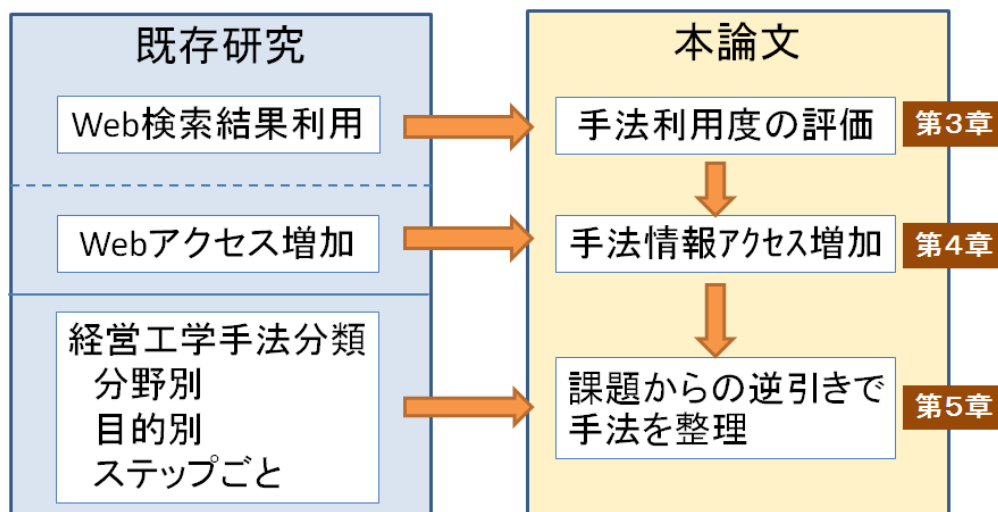 既存研究
Web検索結果利用
Webアクセス増加
経営工学手法分類
分野別
目的別
ステップごと
本論文
手法利用度の評価
第3章
手法情報ｱｸｾｽ増加
第4章
課題からの逆引きで
手法を整理
第5章